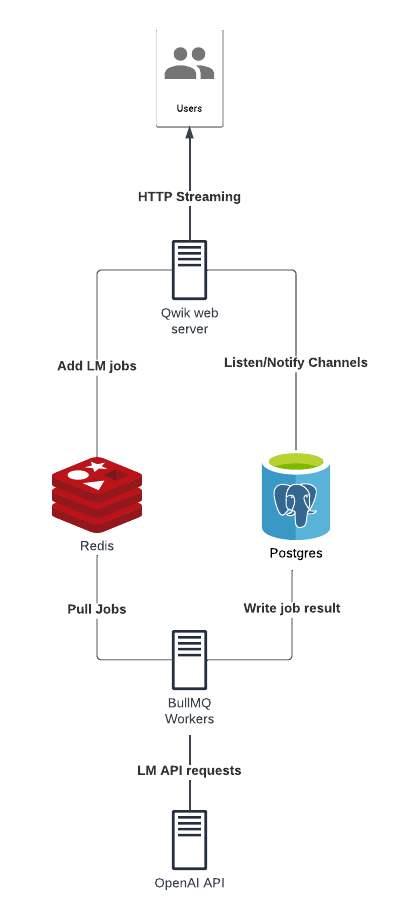 Users
HTTP Streaming
Qwik web
server
Add LM jobs
Listen/Notify Channels
Redis
Postgres
Pull Jobs
Write job result
BullMQ
Workers
LM API requests
OpenAI API